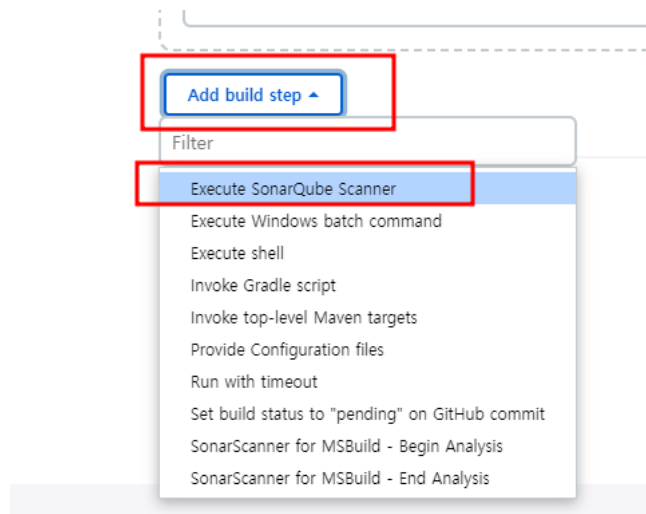 Add build step
Filter
Execute SonarQube Scanner
Execute Windows batch command
Execute shell
Invoke Gradle script
Invoke top-level Maven targets
Provide Configuration files
Run with timeout
Set build status to "pending" on GitHub commit
SonarScanner for MSBuild - Begin Analysis
SonarScanner for MSBuild - End Analysis